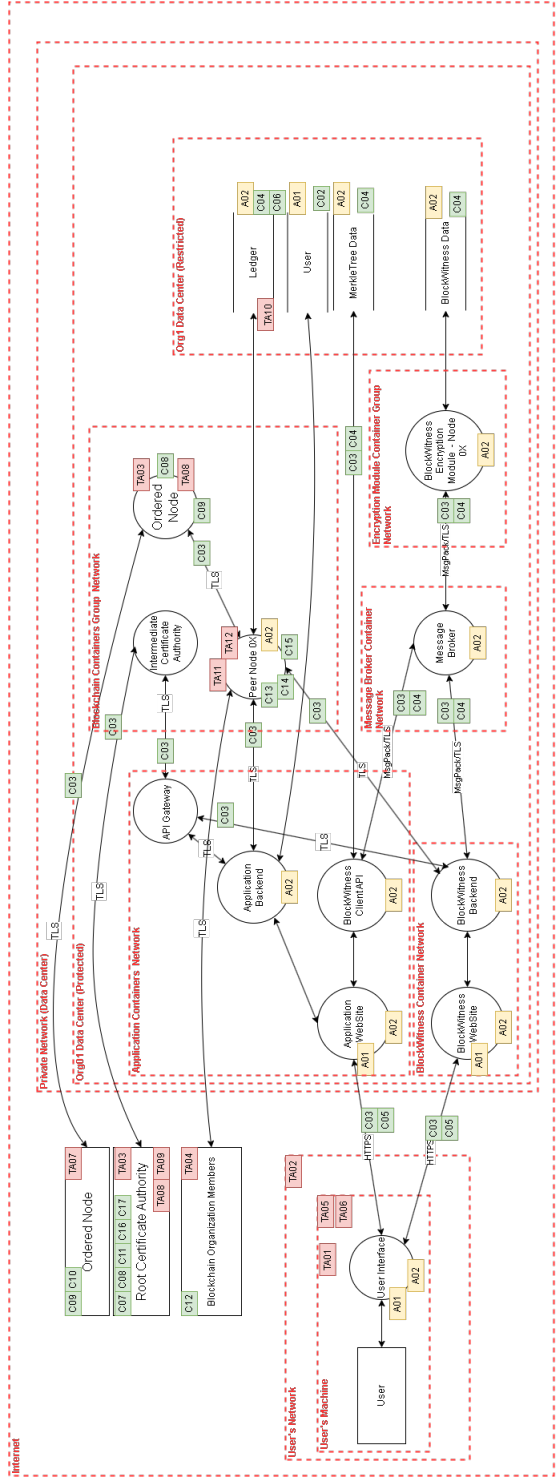 Internet
Private Network (Data Center)
Org01 Data Center (Protected)
Org1 Data Center (Restricted)
Blockchain Containers Group Network
Application Containers Network
BlockWitness Container Network
Message Broker Container
Network
Encryption Module Container Group
Network
User's Network
User's Machine
Ordered Node
C09
C10
TA07
Root Certificate Authority
C07
C08
C11
C16
C17
TA03
TA08
TA09
Blockchain Organization Members
C12
TA04
TLS
C03
TLS
C03
TLS
API Gateway
C03
TLS
Intermediate
Certificate
Authority
Ordered
Node
TA03
C08
TA08
C09
C03
TLS
Peer Node 0X
TA11
TA12
A02
C13
C14
C15
C03
TLS
TLS
C03
TLS
C03
TLS
Application
Backend
A02
BlockWitness
Client API
A02
Application
WebSite
A01
A02
BlockWitness
Backend
A02
BlockWitness
WebSite
A01
A02
Message
Broker
A02
MsgPack/TLS
C03
C04
MsgPack/TLS
C03
C04
MsgPack/TLS
C03
C04
BlockWitness
Encryption
Module - Node
0X
A02
C03
C04
Ledger
A02
C04
C06
TA10
User
A01
C02
MerkleTree Data
A02
C04
BlockWitness Data
A02
C04
TA02
TA01
TA05
TA06
User
User Interface
A01
A02
HTTPS
C03
C05
HTTPS
C03
C05